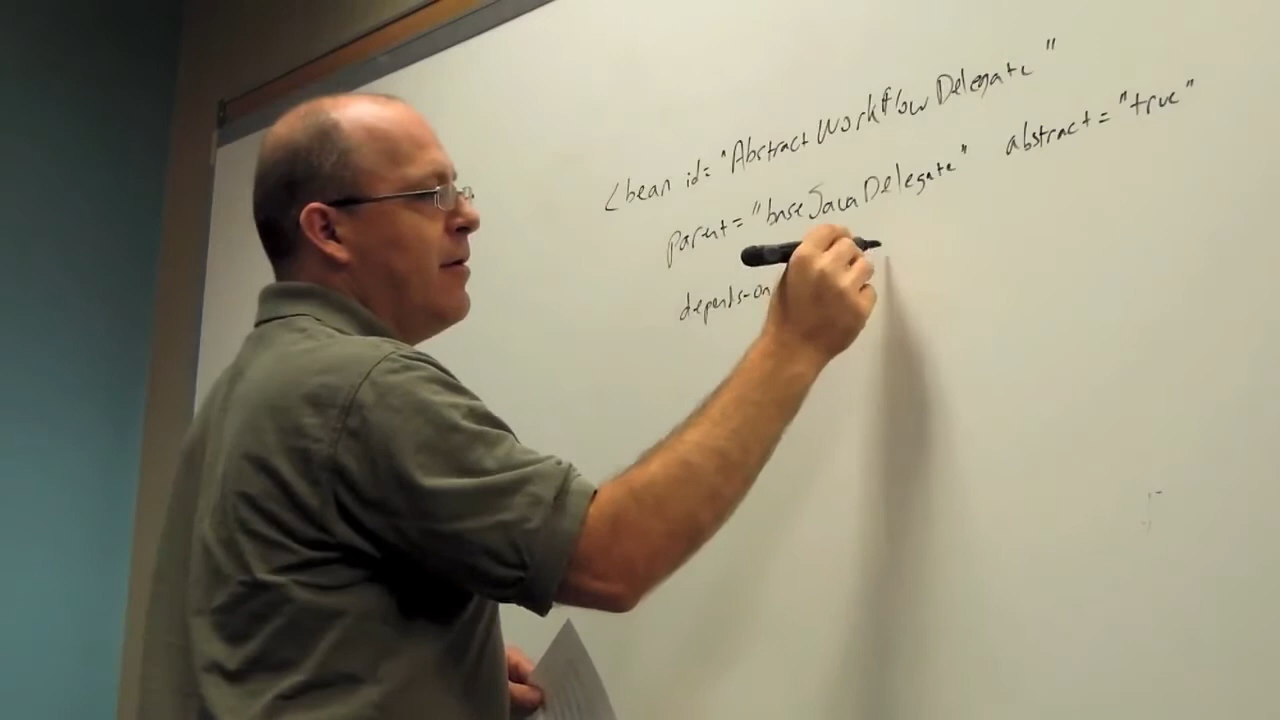 <bean id="AbstractWorkflowDelegate"
parent="baseJavaDelegate" abstract="true"
depends-on